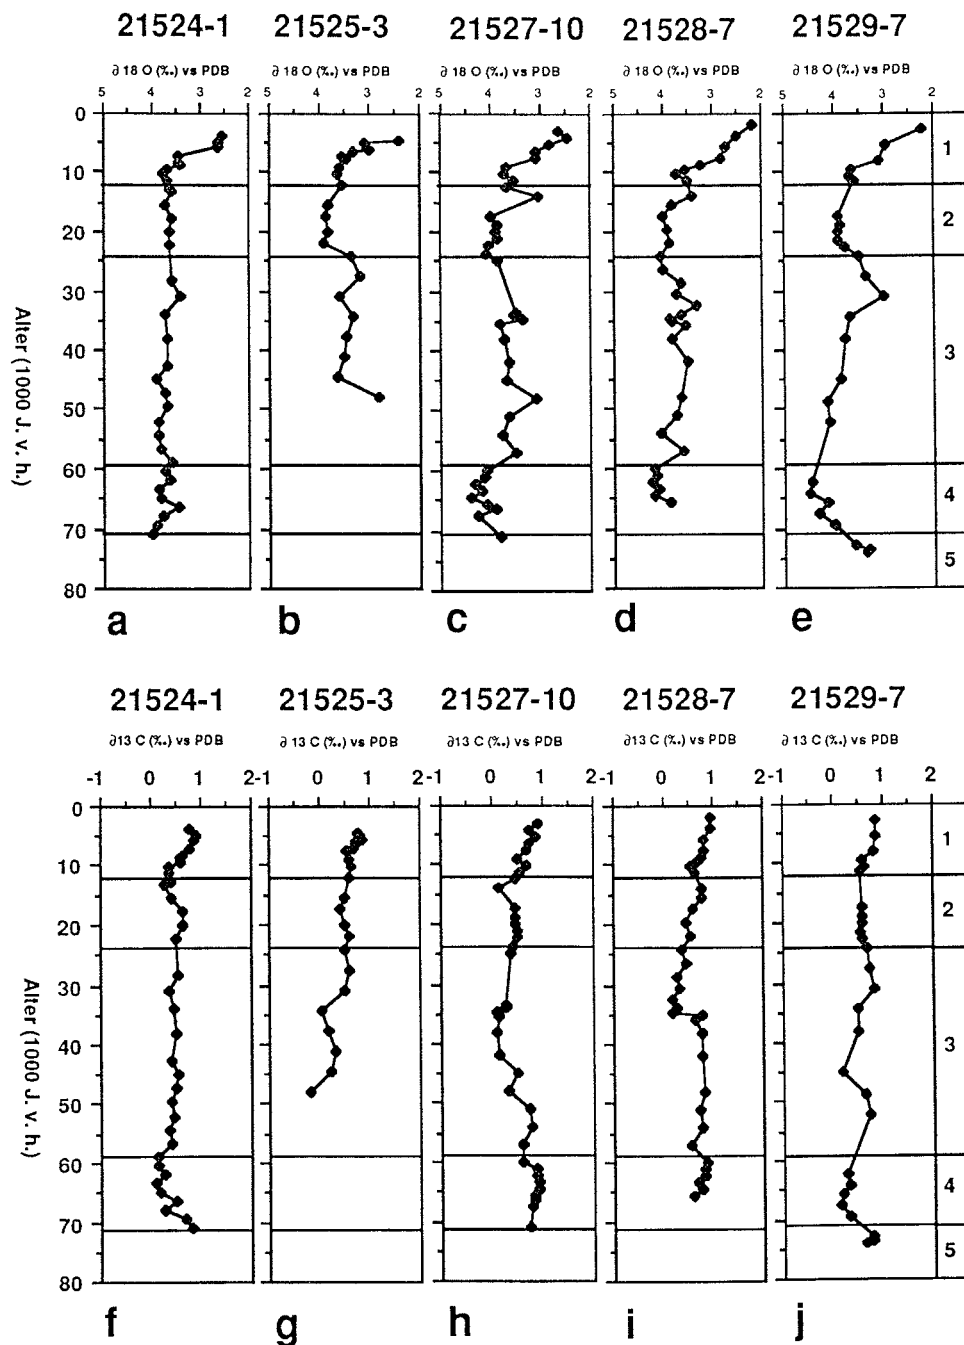 21524-1 21525-3 21527-10 21528-7 21529-7
∂ 18 O (‰) vs PDB ∂ 18 O (‰) vs PDB ∂ 18 O (‰) vs PDB ∂ 18 O (‰) vs PDB ∂ 18 O (‰) vs PDB
5 4 3 2 5 4 3 2 5 4 3 2 5 4 3 2 5 4 3 2
0
10
20
30
40
50
60
70
80
Alter (1000 J. v. h.)
1
2
3
4
5
a b c d e
21524-1 21525-3 21527-10 21528-7 21529-7
∂13 C (‰) vs PDB ∂13 C (‰) vs PDB ∂13 C (‰) vs PDB ∂13 C (‰) vs PDB ∂13 C (‰) vs PDB
-1 0 1 2 -1 0 1 2 -1 0 1 2 -1 0 1 2 -1 0 1 2
0
10
20
30
40
50
60
70
80
Alter (1000 J. v. h.)
1
2
3
4
5
f g h i j